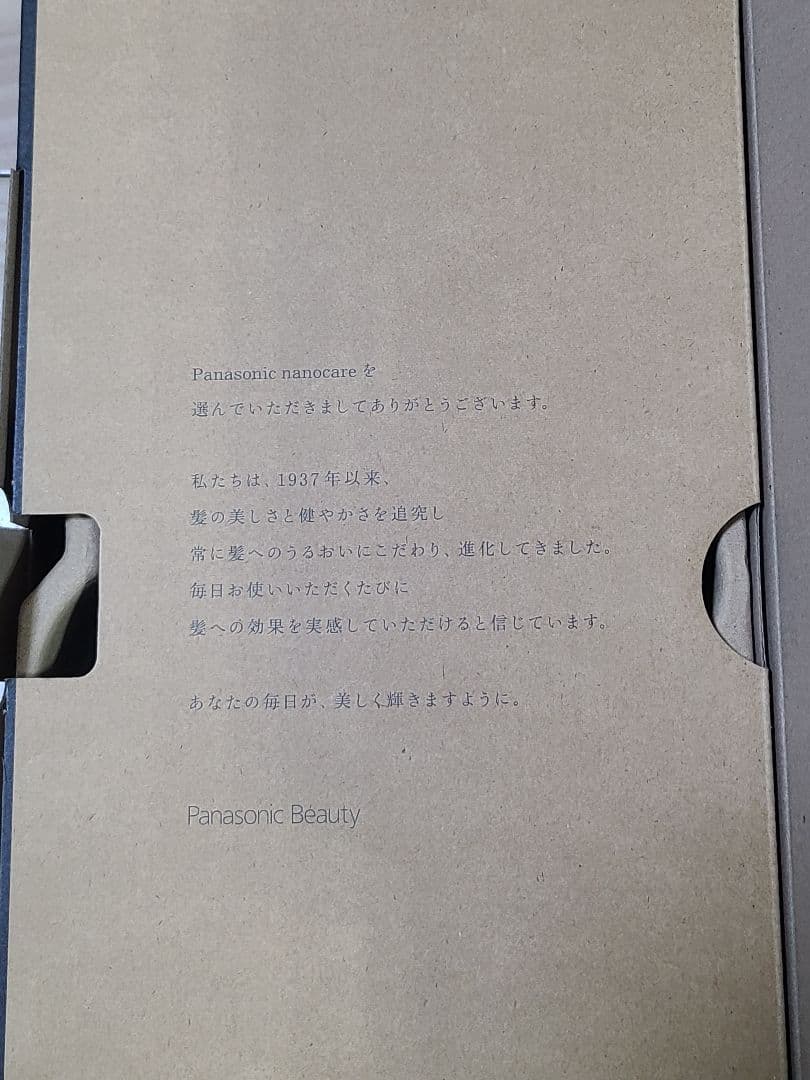 Panasonic nanocare を
選んでいただきましてありがとうございます。
私たちは、1937年以来、
髪の美しさと健やかさを追究し
常に髪へのうるおいにこだわり、進化してきました。
毎日お使いいただくたびに
髪への効果を実感していただけると信じています。
あなたの毎日が、美しく輝きますように。
Panasonic Beauty